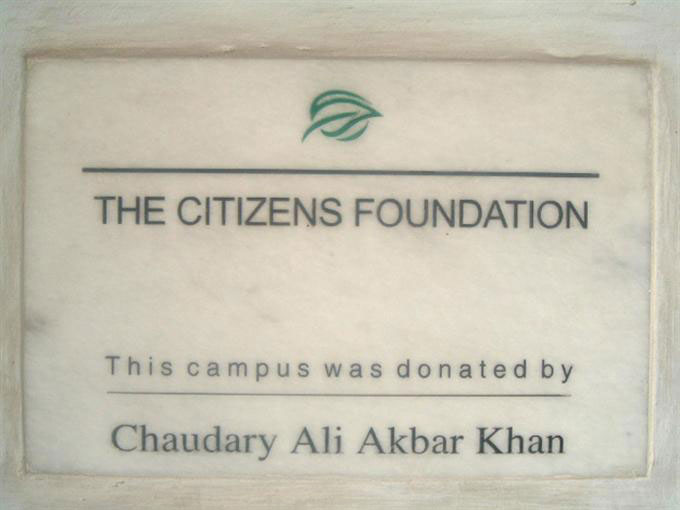 THE CITIZENS FOUNDATION
This campus was donated by
Chaudary Ali Akbar Khan